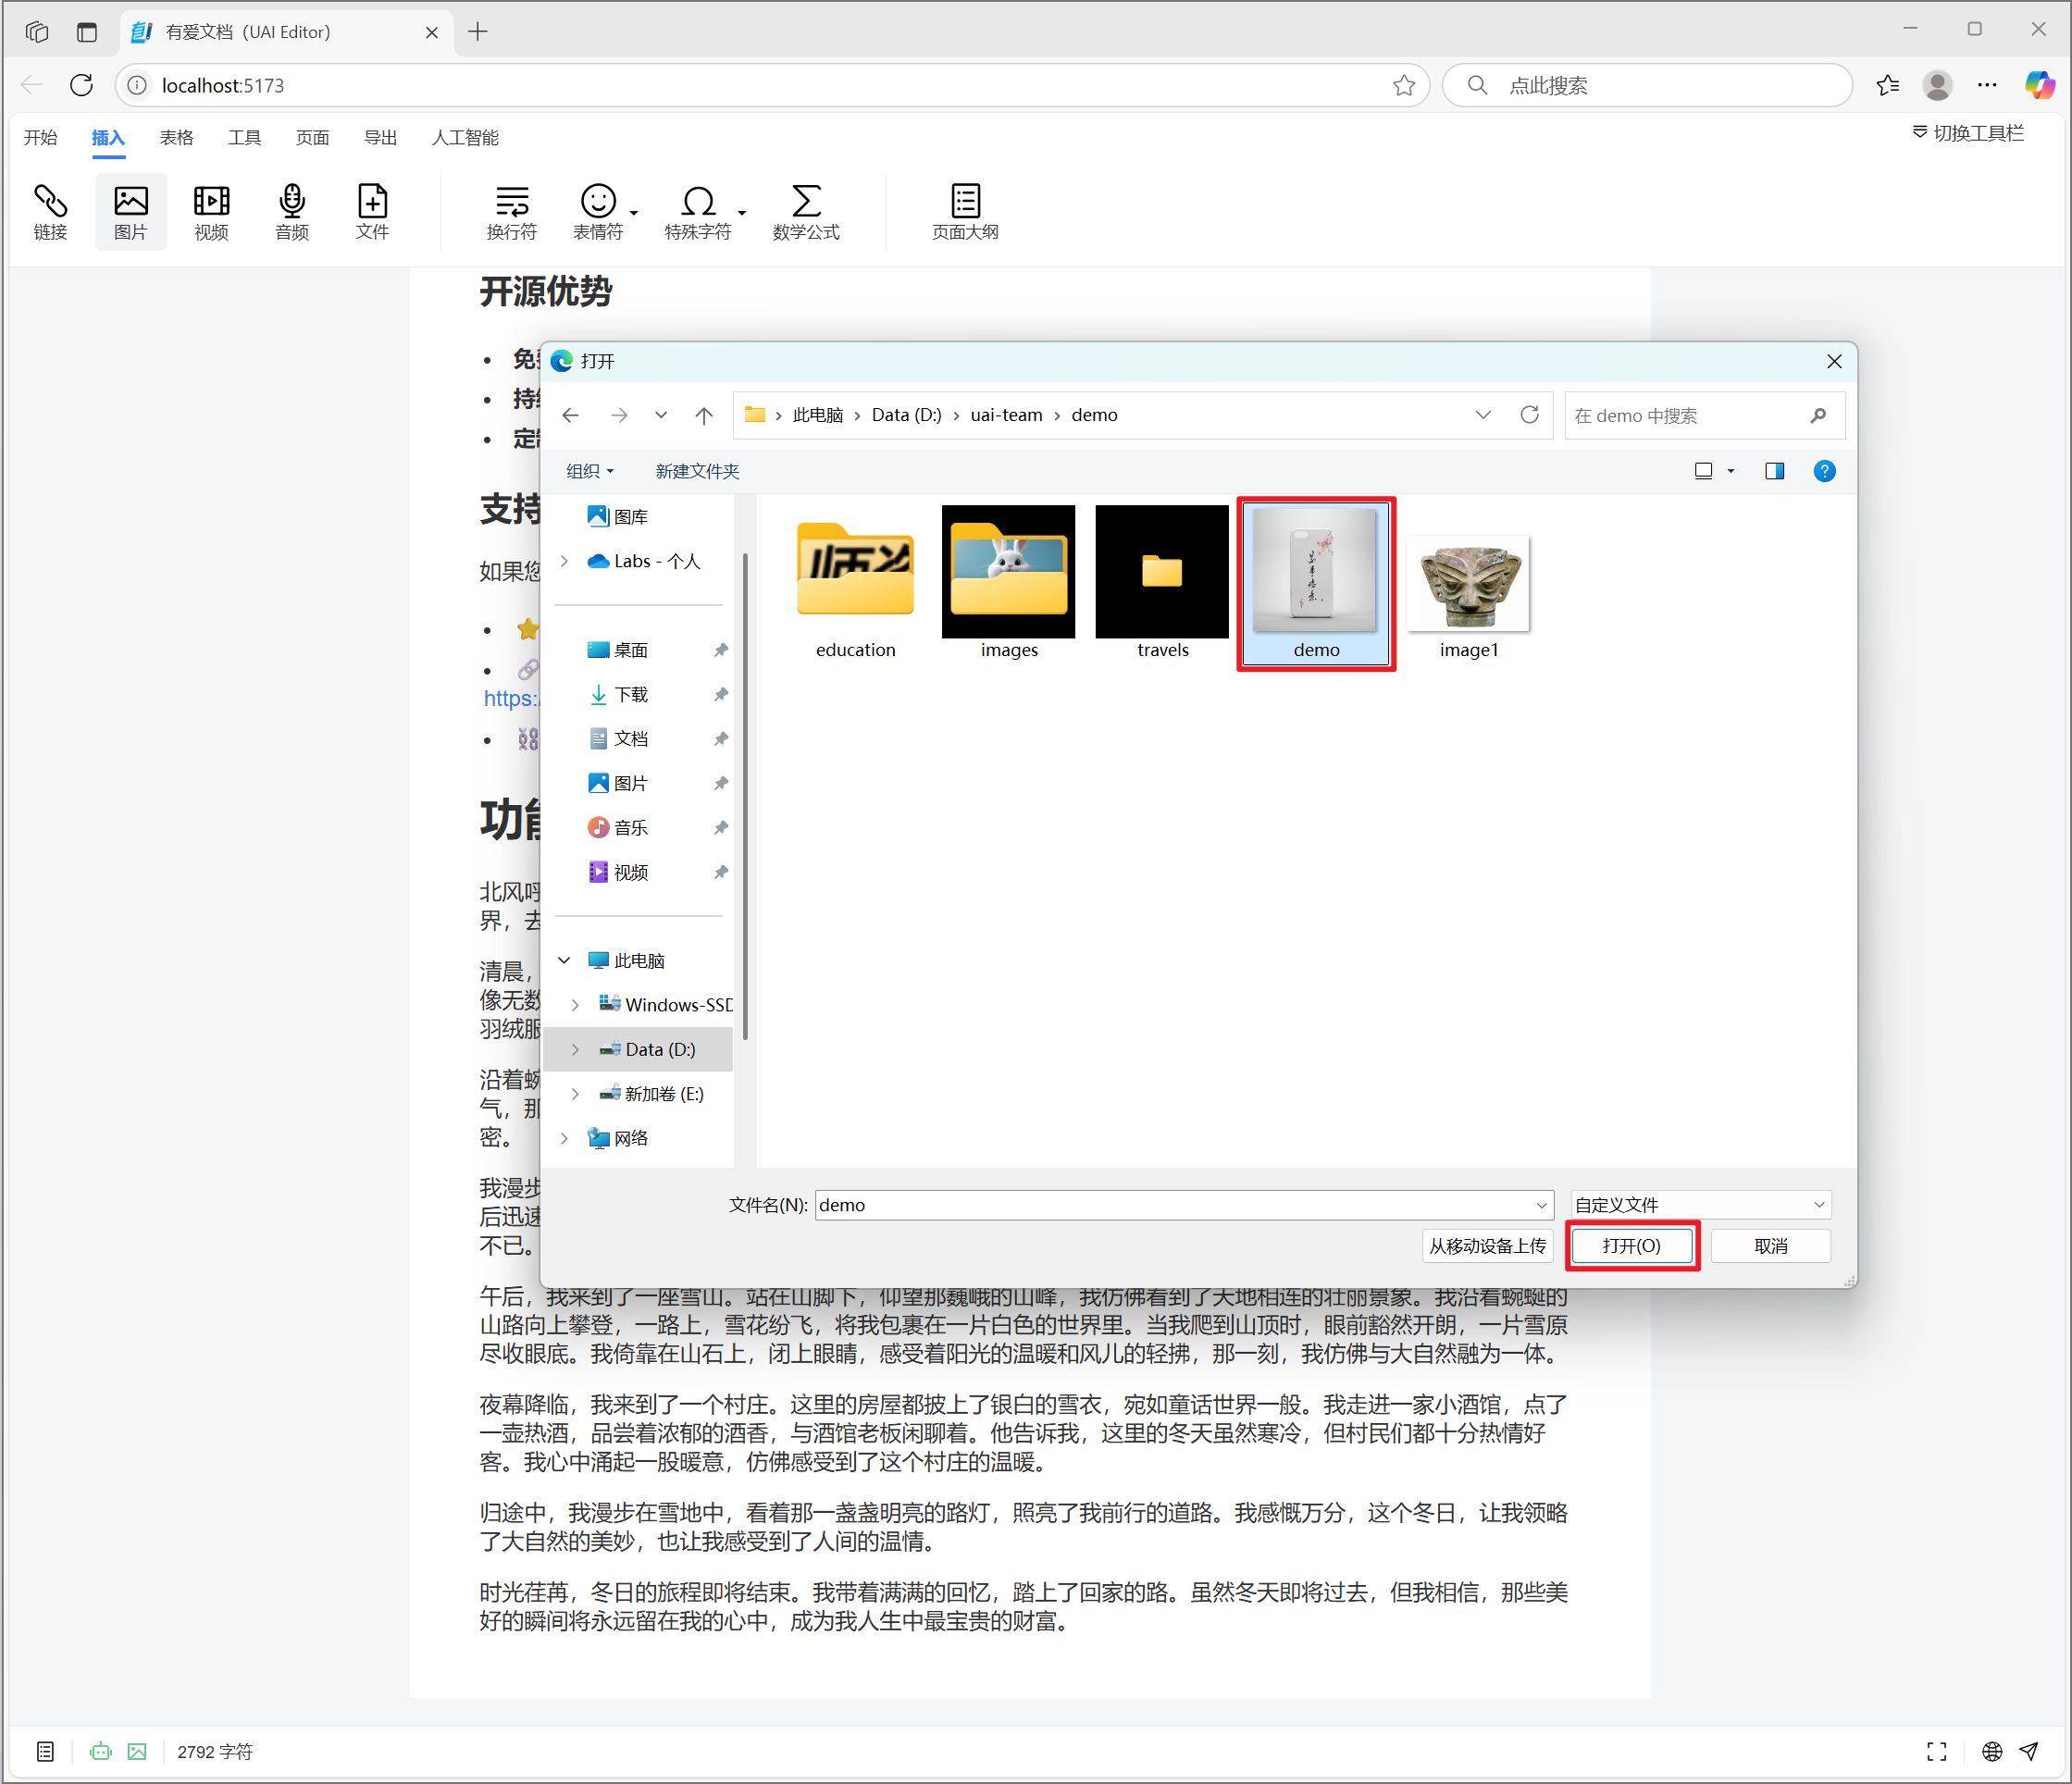 有爱文档（UAI Editor）
localhost:5173
点此搜索
开始 插入 表格 工具 页面 导出 人工智能
切换工具栏
链接 图片 视频 音频 文件 换行符 表情符 特殊字符 数学公式 页面大纲
开源优势
免
持
定
支持
如果您
https:/
功能
北风呼
界，去
清晨，
像无数
羽绒服
沿着蜿
气，那
密。
我漫步
后迅速
不已。
打开
此电脑 › Data (D:) › uai-team › demo
在 demo 中搜索
组织 新建文件夹
图库
Labs - 个人
桌面
下载
文档
图片
音乐
视频
此电脑
Windows-SSD
Data (D:)
新加卷 (E:)
网络
education images travels demo image1
文件名(N): demo 自定义文件
从移动设备上传 打开(O) 取消
午后，我来到了一座雪山。站在山脚下，仰望那巍峨的山峰，我仿佛看到了天地相连的壮丽景象。我沿着蜿蜒的
山路向上攀登，一路上，雪花纷飞，将我包裹在一片白色的世界里。当我爬到山顶时，眼前豁然开朗，一片雪原
尽收眼底。我倚靠在山石上，闭上眼睛，感受着阳光的温暖和风儿的轻拂，那一刻，我仿佛与大自然融为一体。
夜幕降临，我来到了一个村庄。这里的房屋都披上了银白的雪衣，宛如童话世界一般。我走进一家小酒馆，点了
一壶热酒，品尝着浓郁的酒香，与酒馆老板闲聊着。他告诉我，这里的冬天虽然寒冷，但村民们都十分热情好
客。我心中涌起一股暖意，仿佛感受到了这个村庄的温暖。
归途中，我漫步在雪地中，看着那一盏盏明亮的路灯，照亮了我前行的道路。我感慨万分，这个冬日，让我领略
了大自然的美妙，也让我感受到了人间的温情。
时光荏苒，冬日的旅程即将结束。我带着满满的回忆，踏上了回家的路。虽然冬天即将过去，但我相信，那些美
好的瞬间将永远留在我的心中，成为我人生中最宝贵的财富。
2792 字符